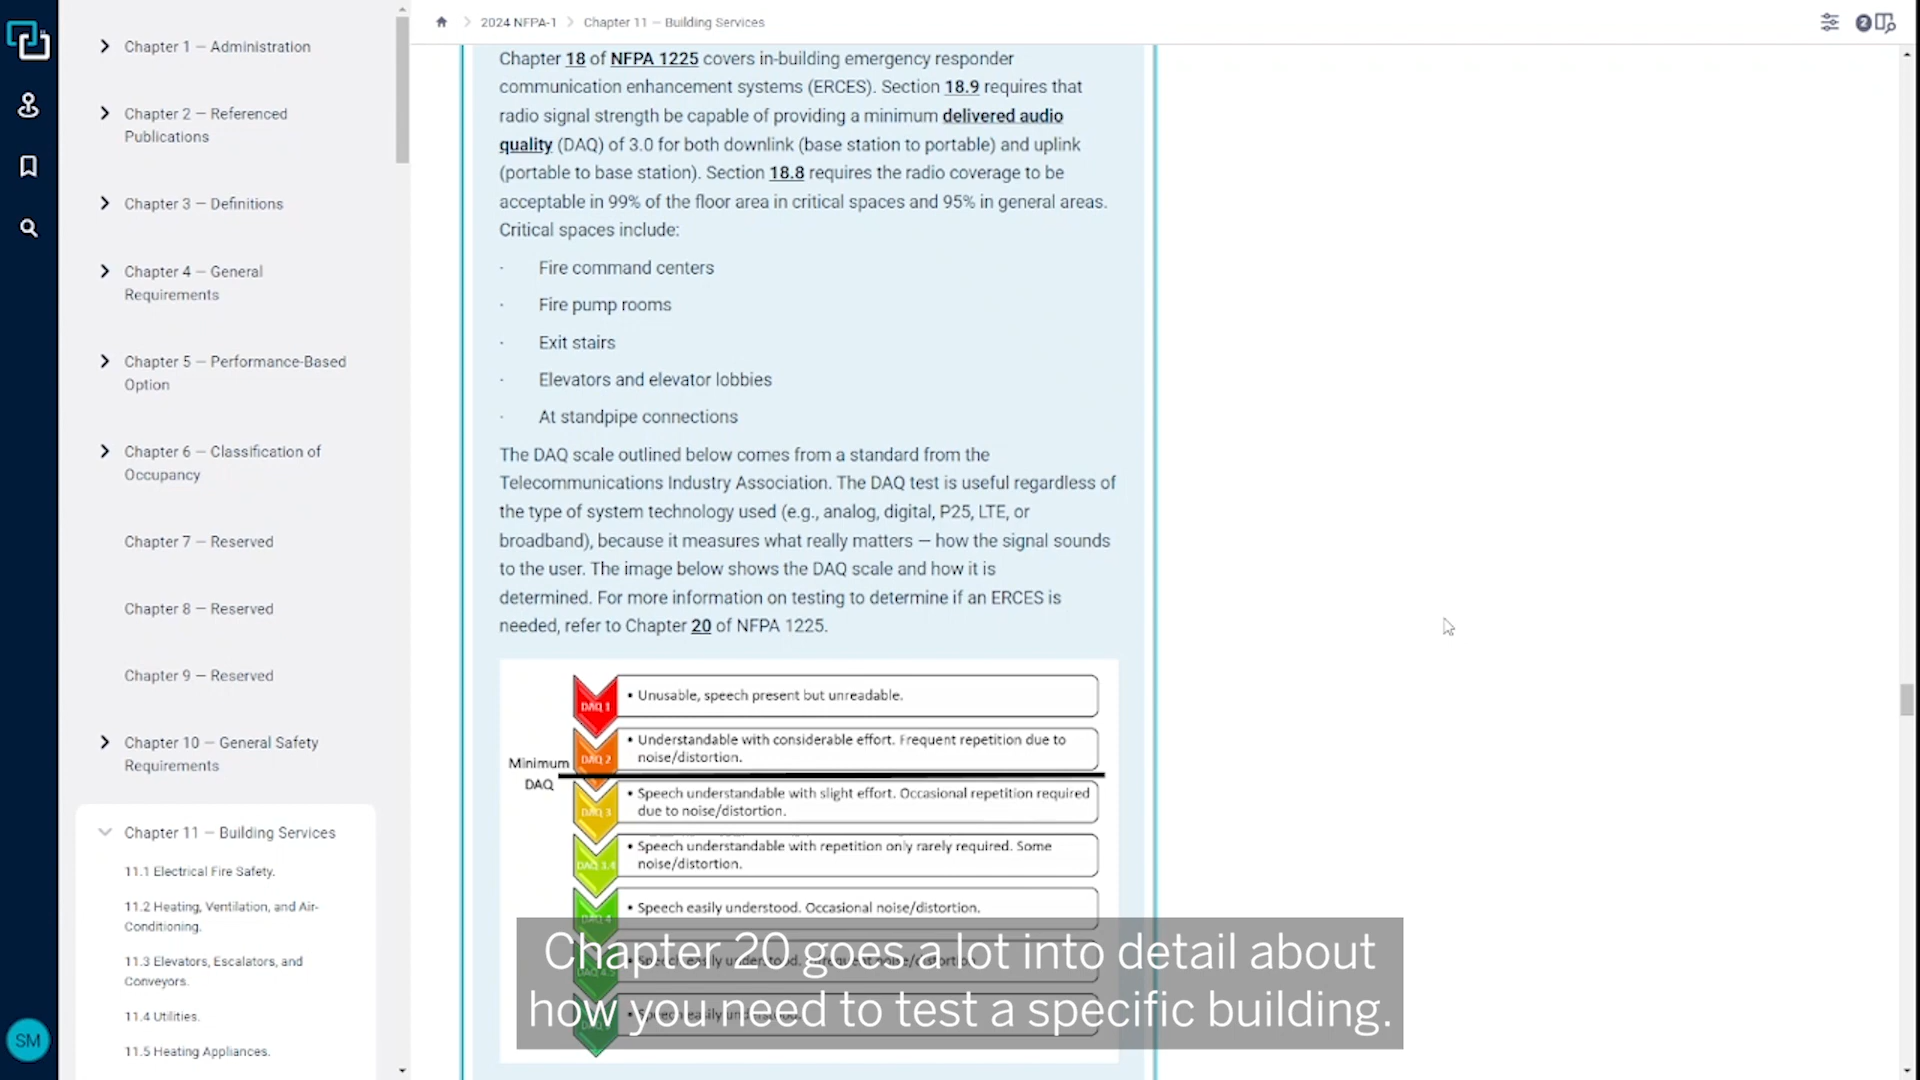 2024 NFPA-1
Chapter 11 — Building Services
2
Chapter 1 — Administration
Chapter 2 — Referenced
Publications
Chapter 3 — Definitions
Chapter 4 — General
Requirements
Chapter 5 — Performance-Based
Option
Chapter 6 — Classification of
Occupancy
Chapter 7 — Reserved
Chapter 8 — Reserved
Chapter 9 — Reserved
Chapter 10 — General Safety
Requirements
Chapter 11 — Building Services
11.1 Electrical Fire Safety.
11.2 Heating, Ventilation, and Air-
Conditioning.
11.3 Elevators, Escalators, and
Conveyors.
11.4 Utilities.
11.5 Heating Appliances.
SM
Chapter 18 of NFPA 1225 covers in-building emergency responder
communication enhancement systems (ERCES). Section 18.9 requires that
radio signal strength be capable of providing a minimum delivered audio
quality (DAQ) of 3.0 for both downlink (base station to portable) and uplink
(portable to base station). Section 18.8 requires the radio coverage to be
acceptable in 99% of the floor area in critical spaces and 95% in general areas.
Critical spaces include:
· Fire command centers
· Fire pump rooms
· Exit stairs
· Elevators and elevator lobbies
· At standpipe connections
The DAQ scale outlined below comes from a standard from the
Telecommunications Industry Association. The DAQ test is useful regardless of
the type of system technology used (e.g., analog, digital, P25, LTE, or
broadband), because it measures what really matters — how the signal sounds
to the user. The image below shows the DAQ scale and how it is
determined. For more information on testing to determine if an ERCES is
needed, refer to Chapter 20 of NFPA 1225.
DAQ 1
• Unusable, speech present but unreadable.
DAQ 2
• Understandable with considerable effort. Frequent repetition due to
noise/distortion.
Minimum
DAQ
DAQ 3
• Speech understandable with slight effort. Occasional repetition required
due to noise/distortion.
DAQ 3.4
• Speech understandable with repetition only rarely required. Some
noise/distortion.
DAQ 4
• Speech easily understood. Occasional noise/distortion.
Chapter 20 goes a lot into detail about
how you need to test a specific building.